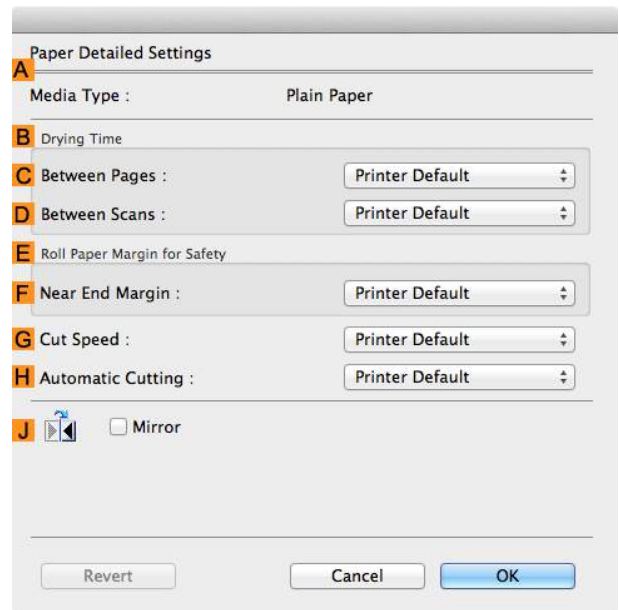 Paper Detailed Settings
A
Media Type : Plain Paper
B Drying Time
C Between Pages : Printer Default
D Between Scans : Printer Default
E Roll Paper Margin for Safety
F Near End Margin : Printer Default
G Cut Speed : Printer Default
H Automatic Cutting : Printer Default
J Mirror
Revert Cancel OK